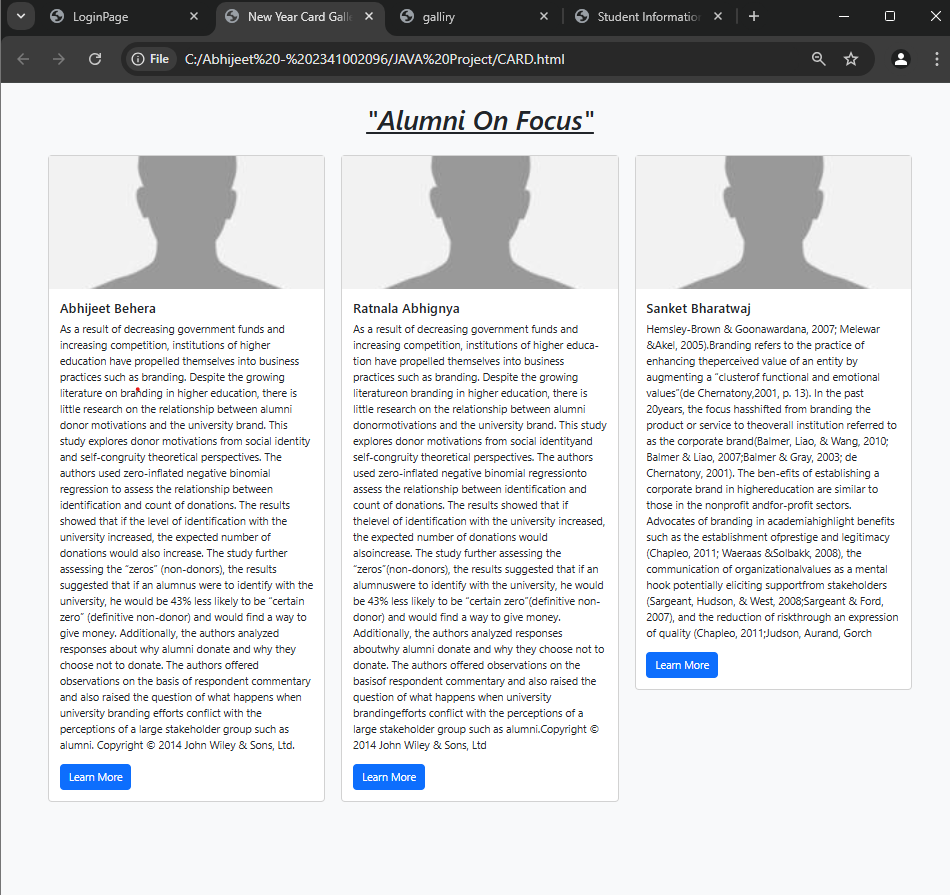 LoginPage
New Year Card Gall
galliry
Student Information
File
C:/Abhijeet%20-%202341002096/JAVA%20Project/CARD.html
"Alumni On Focus"
Abhijeet Behera
As a result of decreasing government funds and
increasing competition, institutions of higher
education have propelled themselves into business
practices such as branding. Despite the growing
literature on branding in higher education, there is
little research on the relationship between alumni
donor motivations and the university brand. This
study explores donor motivations from social identity
and self-congruity theoretical perspectives. The
authors used zero-inflated negative binomial
regression to assess the relationship between
identification and count of donations. The results
showed that if the level of identification with the
university increased, the expected number of
donations would also increase. The study further
assessing the “zeros” (non-donors), the results
suggested that if an alumnus were to identify with the
university, he would be 43% less likely to be “certain
zero” (definitive non-donor) and would find a way to
give money. Additionally, the authors analyzed
responses about why alumni donate and why they
choose not to donate. The authors offered
observations on the basis of respondent commentary
and also raised the question of what happens when
university branding efforts conflict with the
perceptions of a large stakeholder group such as
alumni. Copyright © 2014 John Wiley & Sons, Ltd.
Learn More
Ratnala Abhignya
As a result of decreasing government funds and
increasing competition, institutions of higher educa-
tion have propelled themselves into business
practices such as branding. Despite the growing
literatureon branding in higher education, there is
little research on the relationship between alumni
donormotivations and the university brand. This study
explores donor motivations from social identityand
self-congruity theoretical perspectives. The authors
used zero-inflated negative binomial regressionto
assess the relationship between identification and
count of donations. The results showed that if
thelevel of identification with the university increased,
the expected number of donations would
alsoincrease. The study further assessing the
“zeros”(non-donors), the results suggested that if an
alumnuswere to identify with the university, he would
be 43% less likely to be “certain zero”(definitive non-
donor) and would find a way to give money.
Additionally, the authors analyzed responses
aboutwhy alumni donate and why they choose not to
donate. The authors offered observations on the
basisof respondent commentary and also raised the
question of what happens when university
brandingefforts conflict with the perceptions of a
large stakeholder group such as alumni.Copyright ©
2014 John Wiley & Sons, Ltd
Learn More
Sanket Bharatwaj
Hemsley-Brown & Goonawardana, 2007; Melewar
&Akel, 2005).Branding refers to the practice of
enhancing theperceived value of an entity by
augmenting a “clusterof functional and emotional
values”(de Chernatony,2001, p. 13). In the past
20years, the focus hasshifted from branding the
product or service to theoverall institution referred to
as the corporate brand(Balmer, Liao, & Wang, 2010;
Balmer & Liao, 2007;Balmer & Gray, 2003; de
Chernatony, 2001). The ben-efits of establishing a
corporate brand in highereducation are similar to
those in the nonprofit andfor-profit sectors.
Advocates of branding in academiahighlight benefits
such as the establishment ofprestige and legitimacy
(Chapleo, 2011; Waeraas &Solbakk, 2008), the
communication of organizationalvalues as a mental
hook potentially eliciting supportfrom stakeholders
(Sargeant, Hudson, & West, 2008;Sargeant & Ford,
2007), and the reduction of riskthrough an expression
of quality (Chapleo, 2011;Judson, Aurand, Gorch
Learn More